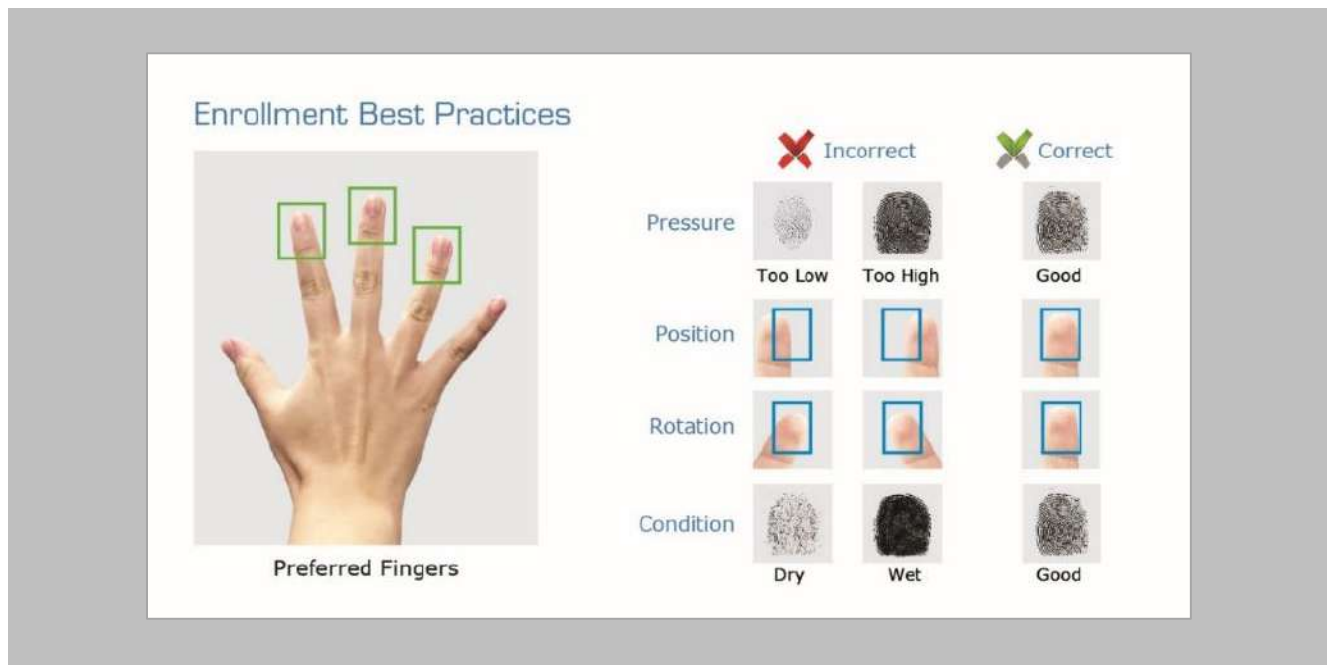 Enrollment Best Practices
Incorrect
Correct
Pressure
Too Low
Too High
Good
Position
Rotation
Condition
Dry
Wet
Good
Preferred Fingers